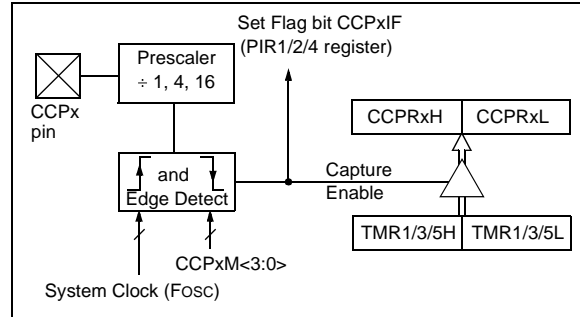 Set Flag bit CCPxIF
(PIR1/2/4 register)
Prescaler
÷ 1, 4, 16
CCPx
pin
CCPRxH
CCPRxL
and
Edge Detect
Capture
Enable
TMR1/3/5H
TMR1/3/5L
CCPxM<3:0>
System Clock (FOSC)